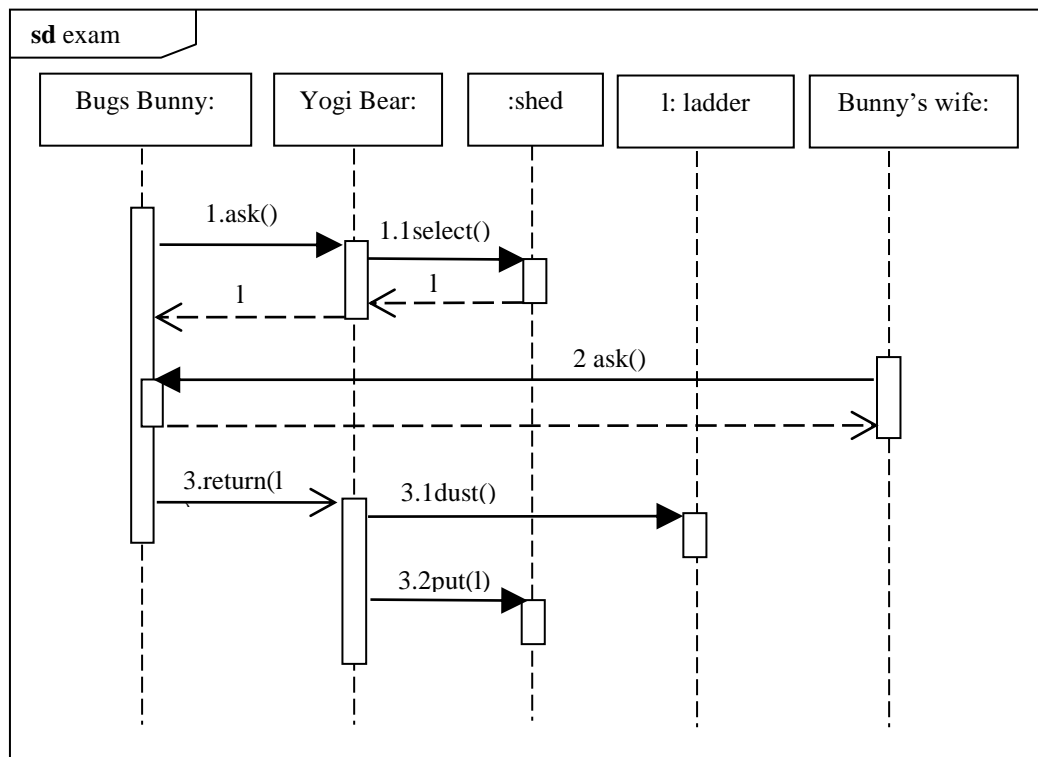 sd exam
Bugs Bunny:
Yogi Bear:
:shed
l: ladder
Bunny’s wife:
1.ask()
1.1select()
l
l
2 ask()
3.return(l
3.1dust()
3.2put(l)